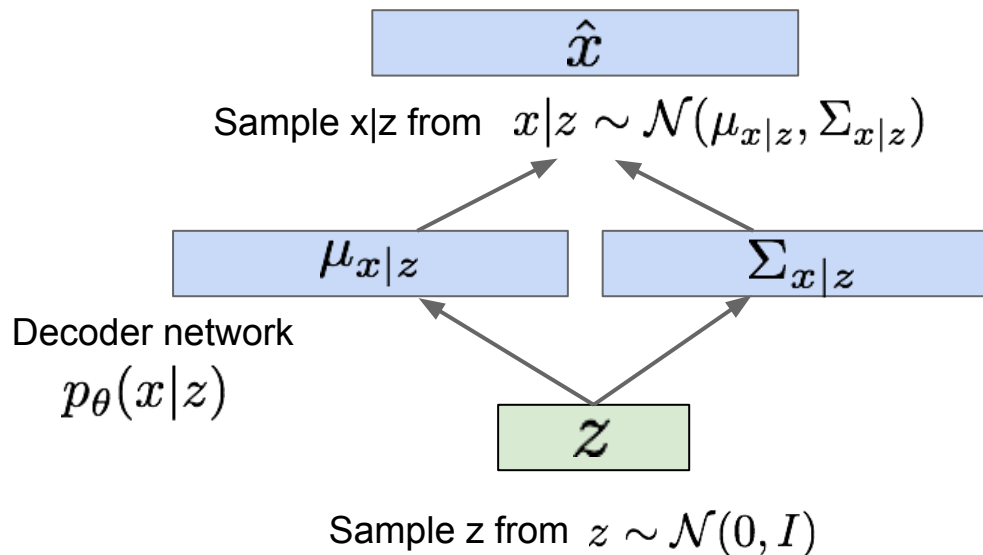 x̂
Sample x|z from x|z ∼ 𝒩(μ_{x|z}, Σ_{x|z})
μ_{x|z}
Σ_{x|z}
Decoder network
p_θ(x|z)
z
Sample z from z ∼ 𝒩(0, I)